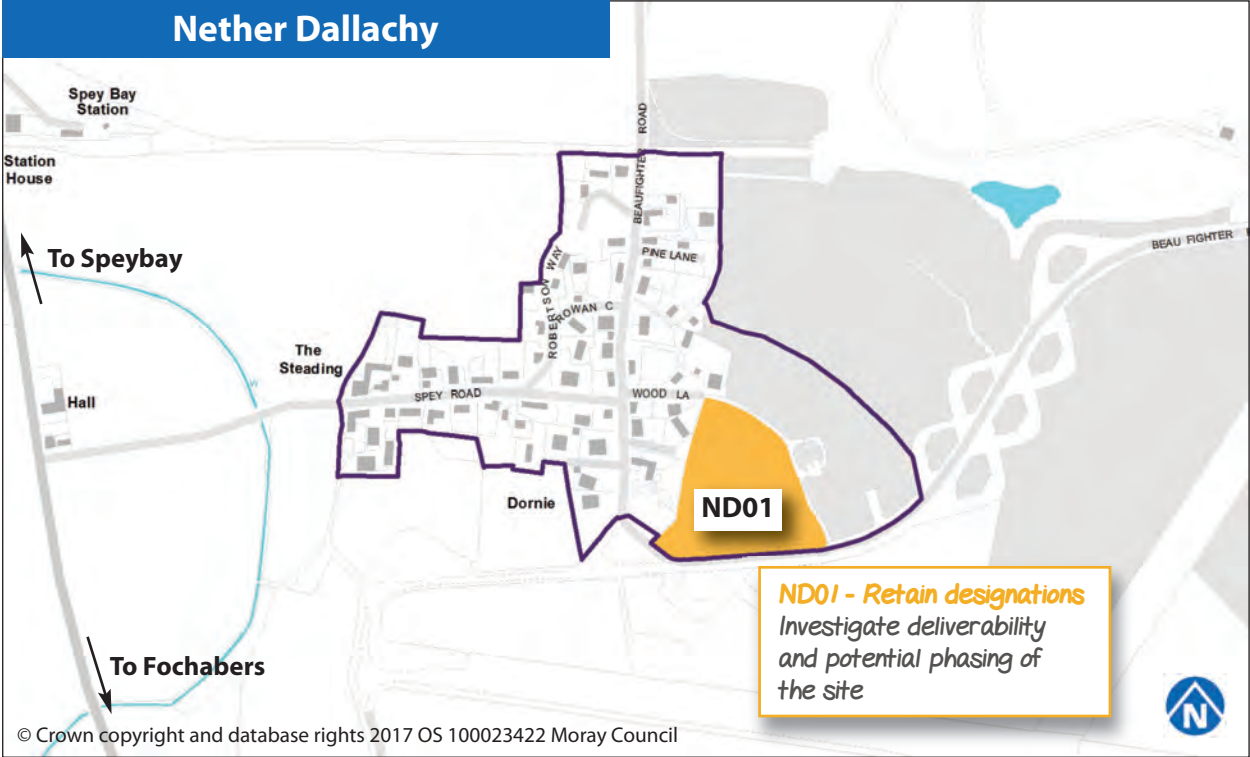 Nether Dallachy
Spey Bay
Station
Station
House
To Speybay
BEAUFIGHTER ROAD
PINE LANE
ROBERTSON WAY
ROWAN C
BEAU FIGHTER
The
Steading
Hall
SPEY ROAD
WOOD LA
Dornie
ND01
ND01 - Retain designations
Investigate deliverability
and potential phasing of
the site
To Fochabers
N
© Crown copyright and database rights 2017 OS 100023422 Moray Council